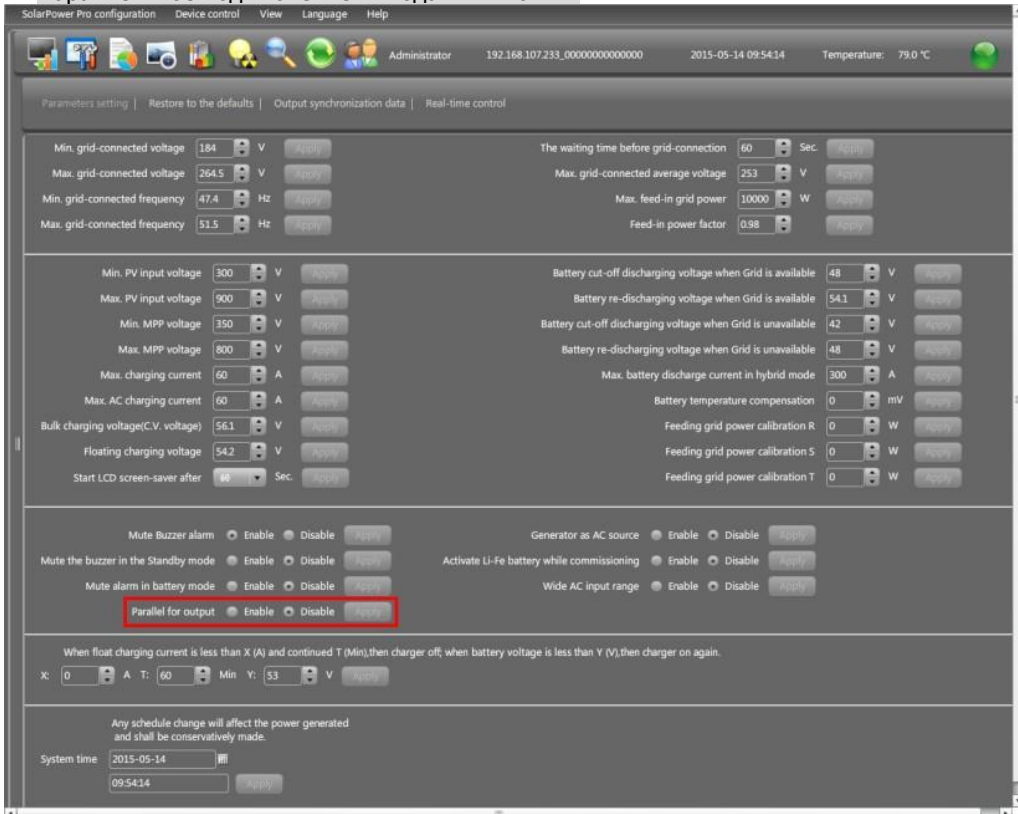 SolarPower Pro configuration Device control View Language Help
Administrator 192.168.107.233_00000000000000 2015-05-14 09:54:14 Temperature: 79.0 ℃
Parameters setting | Restore to the defaults | Output synchronization data | Real-time control
Min. grid-connected voltage 184 V Apply The waiting time before grid-connection 60 Sec. Apply
Max. grid-connected voltage 264.5 V Apply Max. grid-connected average voltage 253 V Apply
Min. grid-connected frequency 47.4 Hz Apply Max. feed-in grid power 10000 W Apply
Max. grid-connected frequency 51.5 Hz Apply Feed-in power factor 0.98 Apply
Min. PV input voltage 300 V Apply Battery cut-off discharging voltage when Grid is available 48 V Apply
Max. PV input voltage 900 V Apply Battery re-discharging voltage when Grid is available 54.1 V Apply
Min. MPP voltage 350 V Apply Battery cut-off discharging voltage when Grid is unavailable 42 V Apply
Max. MPP voltage 800 V Apply Battery re-discharging voltage when Grid is unavailable 48 V Apply
Max. charging current 60 A Apply Max. battery discharge current in hybrid mode 300 A Apply
Max. AC charging current 60 A Apply Battery temperature compensation 0 mV Apply
Bulk charging voltage(C.V. voltage) 56.1 V Apply Feeding grid power calibration R 0 W Apply
Floating charging voltage 54.2 V Apply Feeding grid power calibration S 0 W Apply
Start LCD screen-saver after 60 Sec. Apply Feeding grid power calibration T 0 W Apply
Mute Buzzer alarm Enable Disable Apply Generator as AC source Enable Disable Apply
Mute the buzzer in the Standby mode Enable Disable Apply Activate Li-Fe battery while commissioning Enable Disable Apply
Mute alarm in battery mode Enable Disable Apply Wide AC input range Enable Disable Apply
Parallel for output Enable Disable Apply
When float charging current is less than X (A) and continued T (Min),then charger off; when battery voltage is less than Y (V),then charger on again.
X: 0 A T: 60 Min Y: 53 V Apply
Any schedule change will affect the power generated
and shall be conservatively made.
System time 2015-05-14
09:54:14 Apply